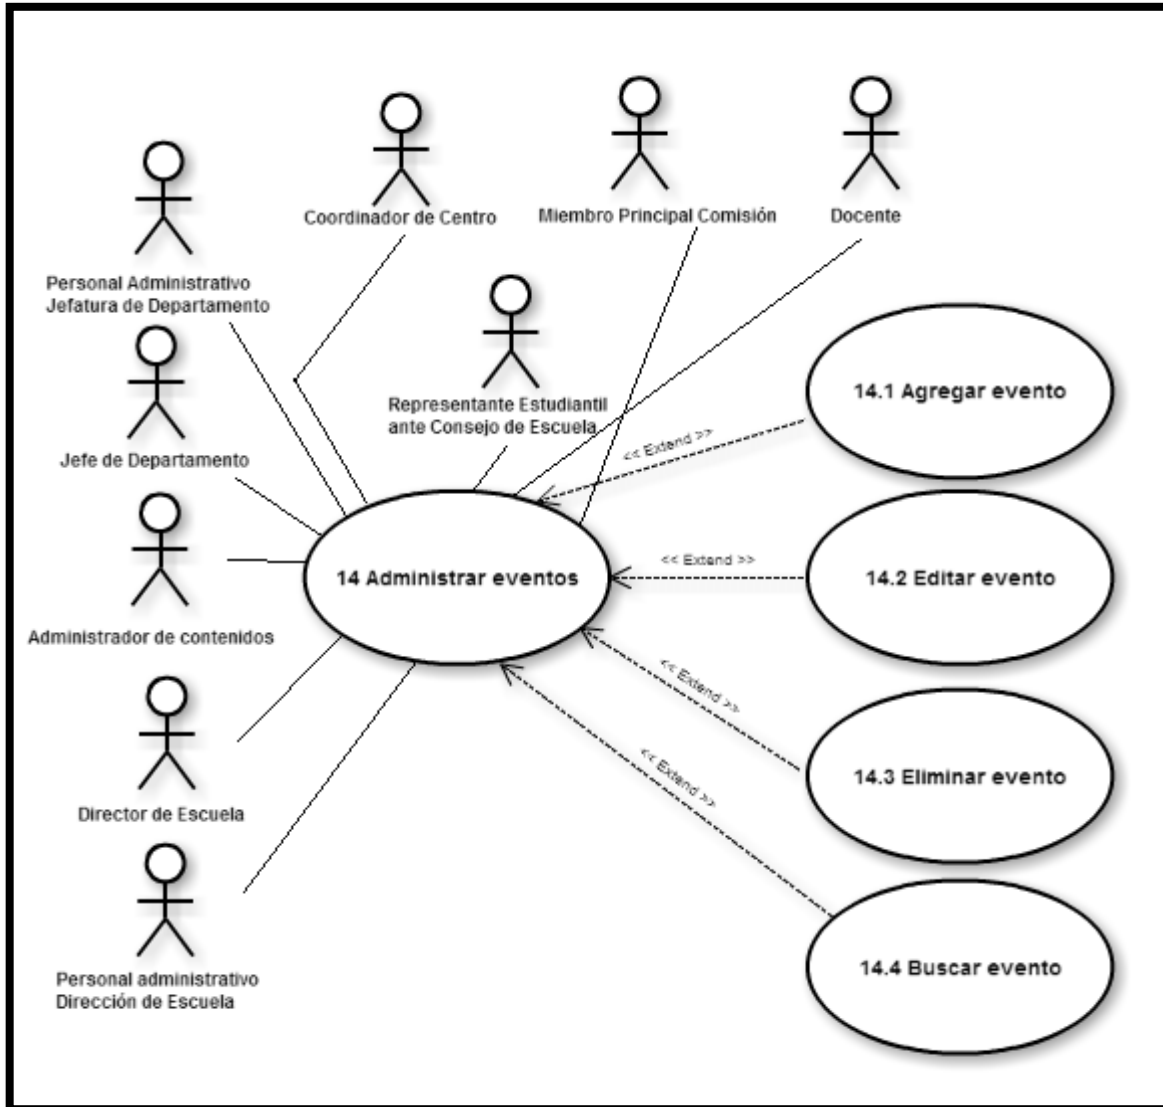 Coordinador de Centro
Miembro Principal Comisión
Docente
Personal Administrativo
Jefatura de Departamento
Representante Estudiantil
ante Consejo de Escuela
14.1 Agregar evento
<< Extend >>
Jefe de Departamento
14 Administrar eventos
<< Extend >>
14.2 Editar evento
Administrador de contenidos
<< Extend >>
14.3 Eliminar evento
<< Extend >>
Director de Escuela
14.4 Buscar evento
Personal administrativo
Dirección de Escuela